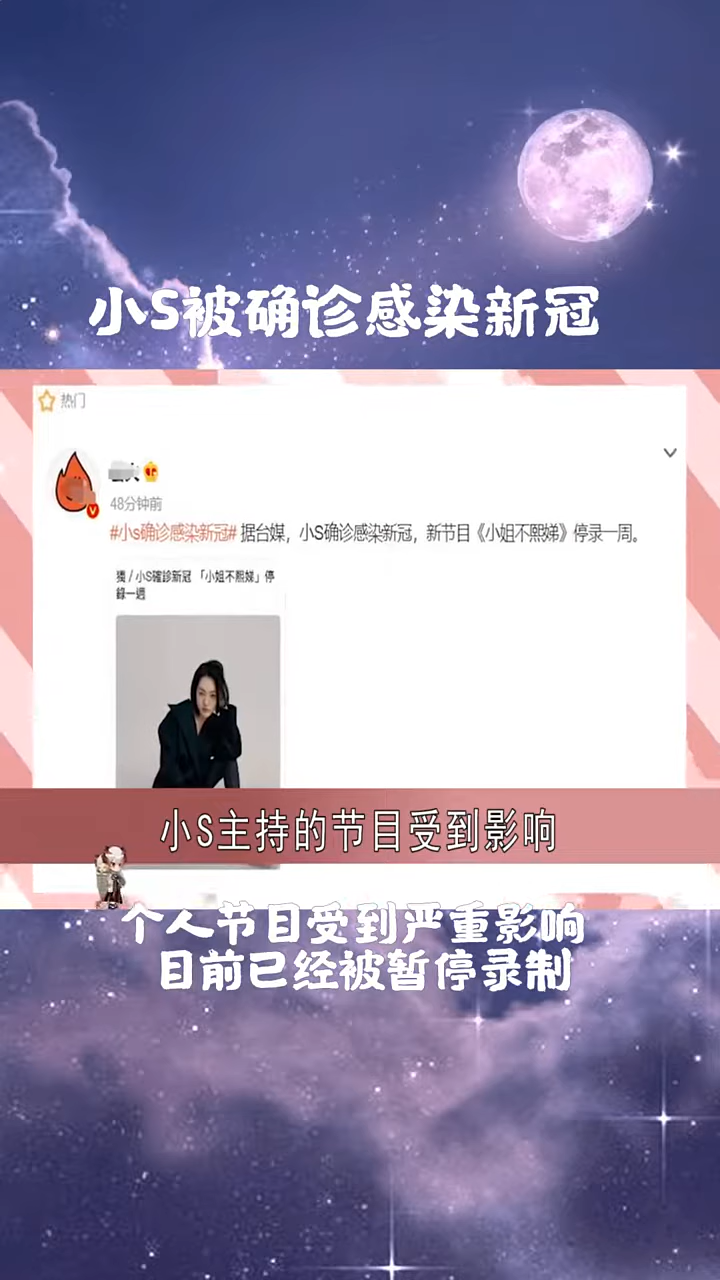 小S被确诊感染新冠
热门
48分钟前
#小s确诊感染新冠# 据台媒，小S确诊感染新冠，新节目《小姐不熙娣》停录一周。
獨 / 小S確診新冠 「小姐不熙娣」停
錄一週
小S主持的节目受到影响
个人节目受到严重影响
目前已经被暂停录制